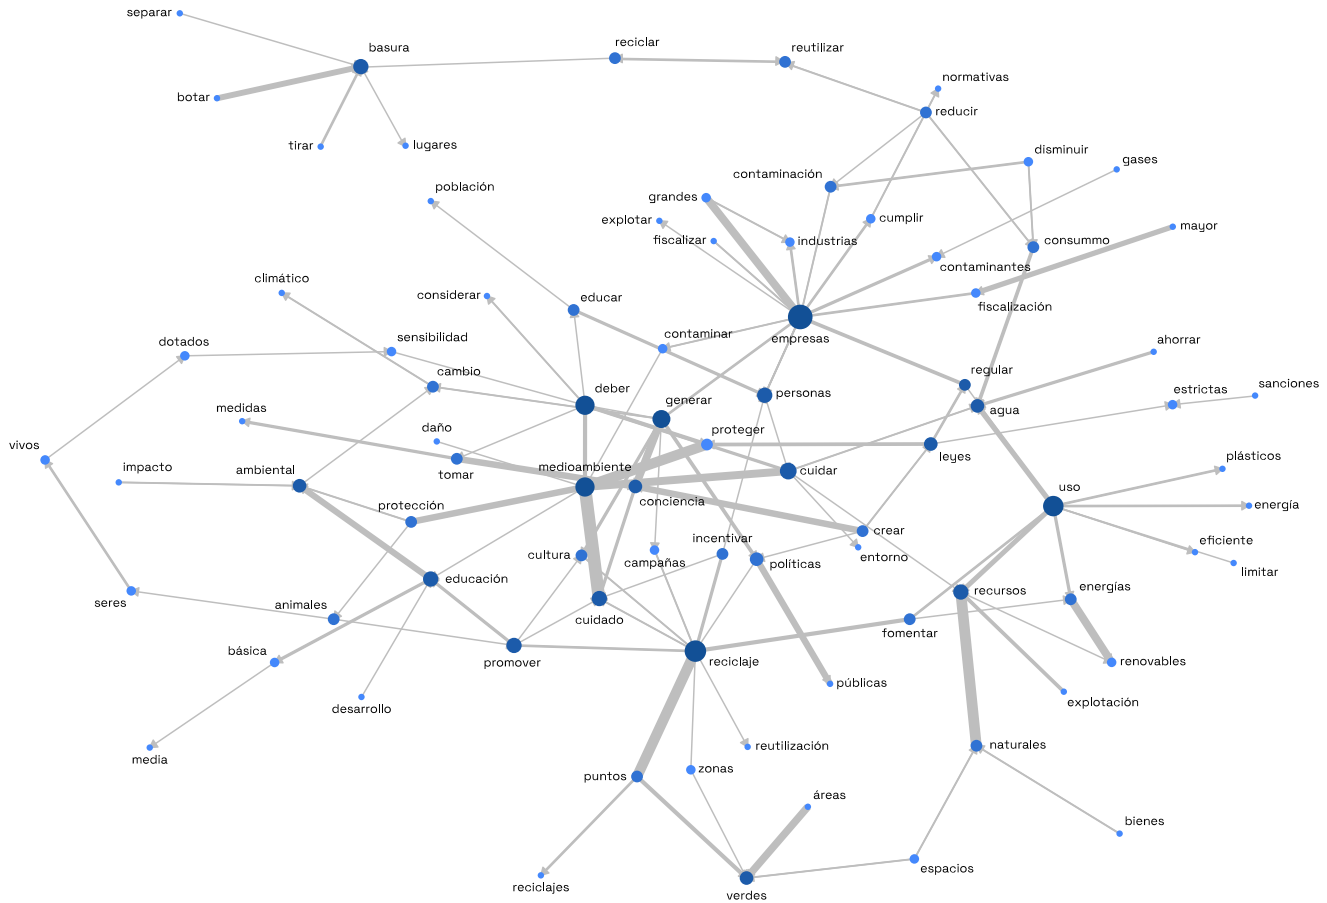 separar
basura
reciclar
reutilizar
normativas
botar
reducir
tirar
lugares
disminuir
gases
contaminación
población
grandes
explotar
cumplir
mayor
fiscalizar
industrias
consummo
contaminantes
climático
considerar
educar
fiscalización
dotados
sensibilidad
contaminar
empresas
ahorrar
cambio
regular
deber
generar
personas
estrictas
sanciones
medidas
agua
daño
proteger
vivos
leyes
impacto
ambiental
tomar
medioambiente
cuidar
plásticos
uso
protección
conciencia
energía
crear
incentivar
eficiente
cultura
campañas
entorno
políticas
limitar
educación
recursos
energías
seres
animales
cuidado
fomentar
básica
promover
reciclaje
renovables
públicas
explotación
desarrollo
media
reutilización
naturales
puntos
zonas
áreas
bienes
reciclajes
espacios
verdes